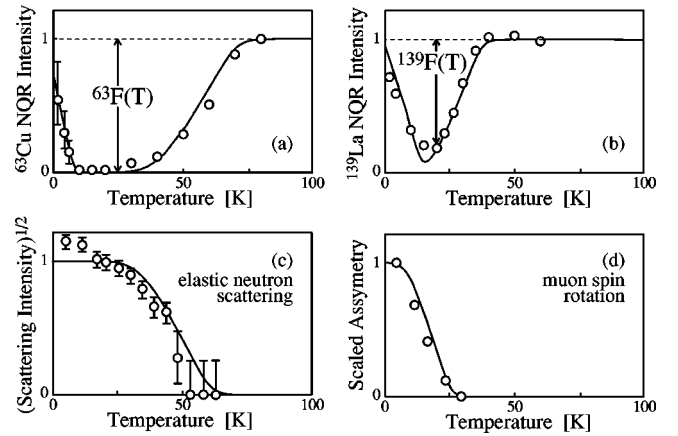 1
⁶³Cu NQR Intensity
⁶³F(T)
(a)
0
0 50 100
Temperature [K]
1
¹³⁹La NQR Intensity
¹³⁹F(T)
(b)
0
0 50 100
Temperature [K]
(Scattering Intensity)^1/2
1
(c)
elastic neutron
scattering
0
0 50 100
Temperature [K]
Scaled Assymetry
1
(d)
muon spin
rotation
0
0 50 100
Temperature [K]